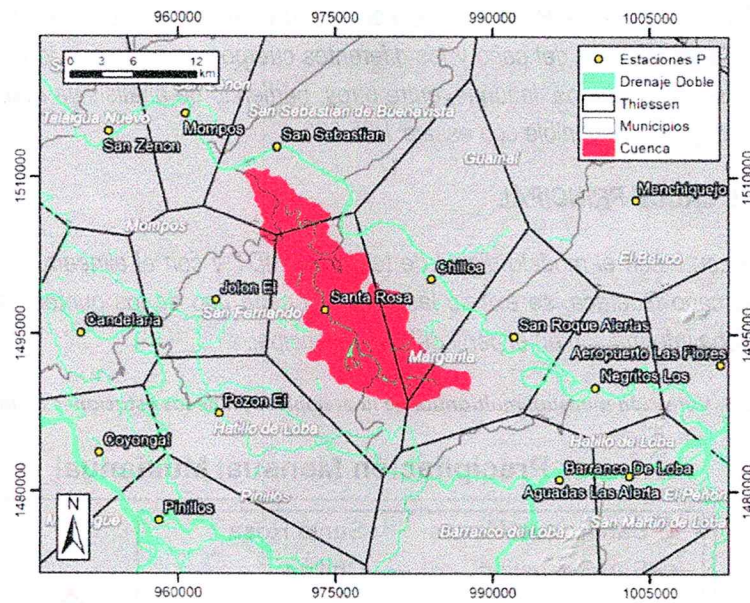 960000 975000 990000 1005000
0 3 6 12
km
Estaciones P
Drenaje Doble
Thiessen
Municipios
Cuenca
San Sebastian de Buenavista
Talaigua Nuevo
Mompos
San Sebastian
San Zenon
Guamal
1510000 1510000
Menchiquejo
Mompos
El Banco
Chilloa
Jolon El
Santa Rosa
San Fernando
Candelaria
San Roque Alertas
1495000 1495000
Margarita
Aeropuerto Las Flores
Negritos Los
Pozon El
Hatillo de Loba
Hatillo de Loba
Coyongal
Barranco De Loba
Aguadas Las Alerta
El Peñon
1480000 1480000
Pinillos
Pinillos
San Martin de Loba
Barranco de Loba
N
960000 975000 990000 1005000